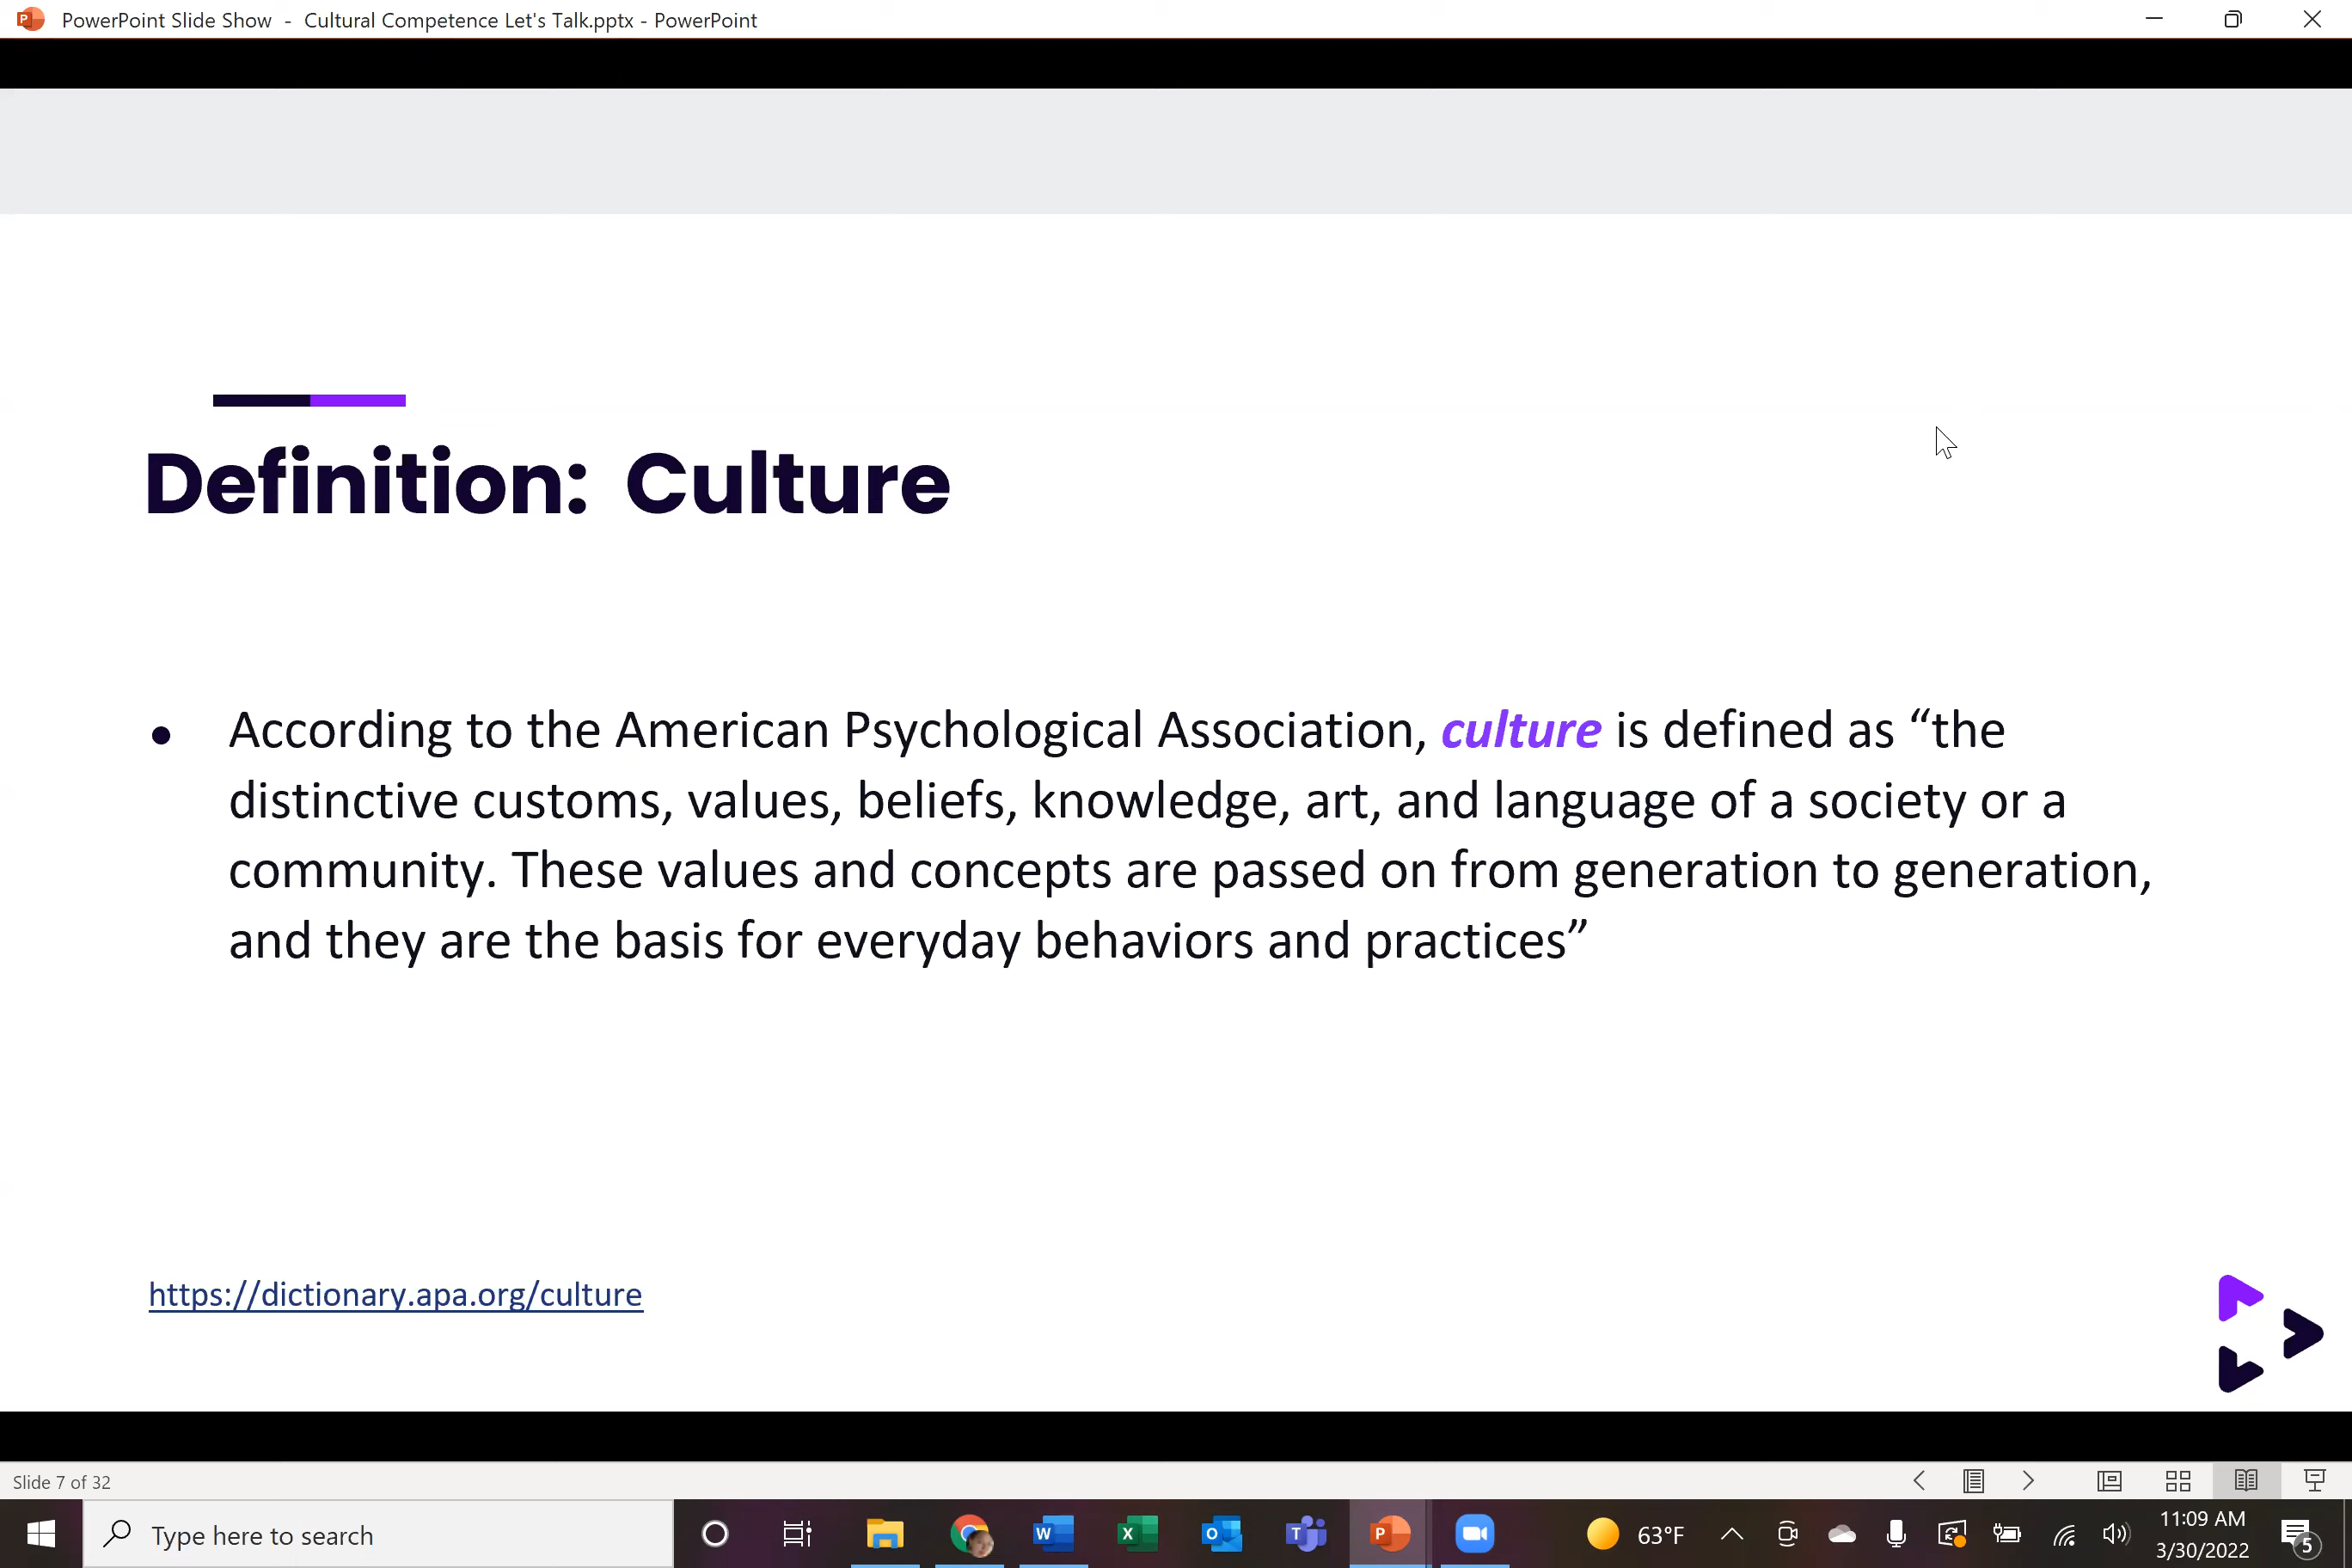 PowerPoint Slide Show - Cultural Competence Let's Talk.pptx - PowerPoint
Definition: Culture
• According to the American Psychological Association, culture is defined as “the
distinctive customs, values, beliefs, knowledge, art, and language of a society or a
community. These values and concepts are passed on from generation to generation,
and they are the basis for everyday behaviors and practices”
https://dictionary.apa.org/culture
Slide 7 of 32
Type here to search
63°F
11:09 AM
3/30/2022
5